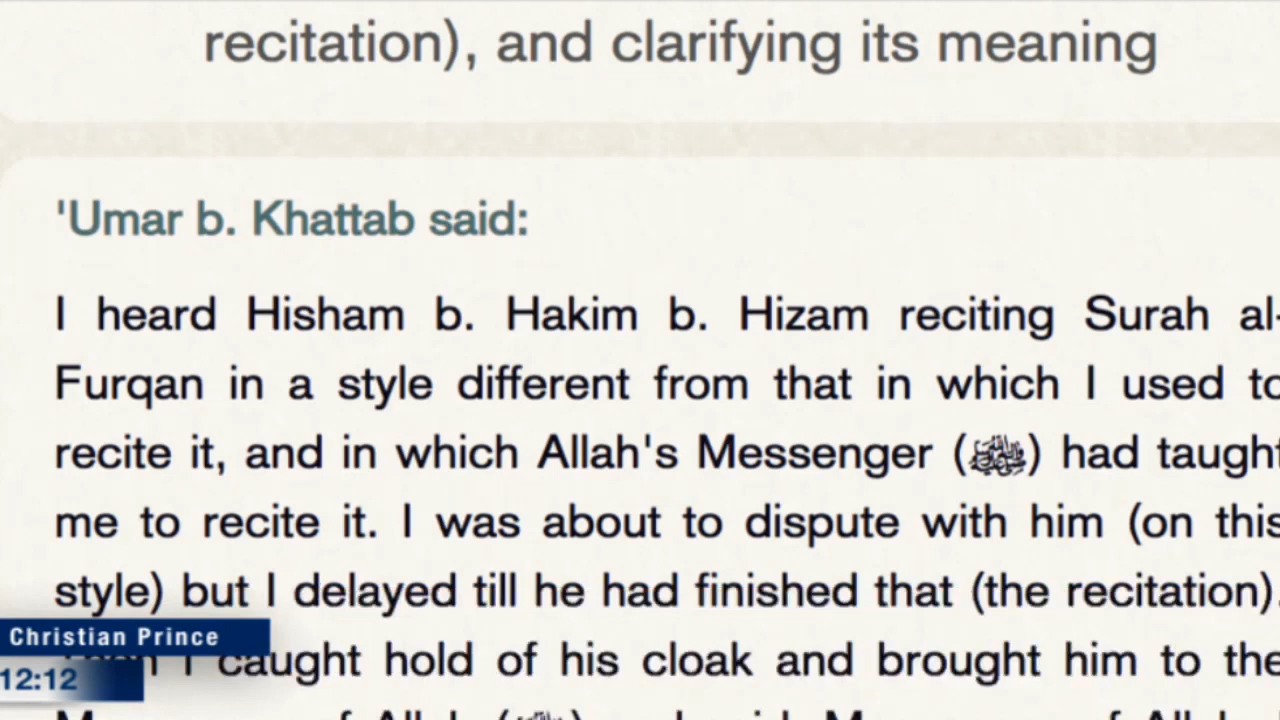 recitation), and clarifying its meaning
'Umar b. Khattab said:
I heard Hisham b. Hakim b. Hizam reciting Surah al-
Furqan in a style different from that in which I used to
recite it, and in which Allah's Messenger (ﷺ) had taught
me to recite it. I was about to dispute with him (on this
style) but I delayed till he had finished that (the recitation).
Christian Prince
I caught hold of his cloak and brought him to the
12:12